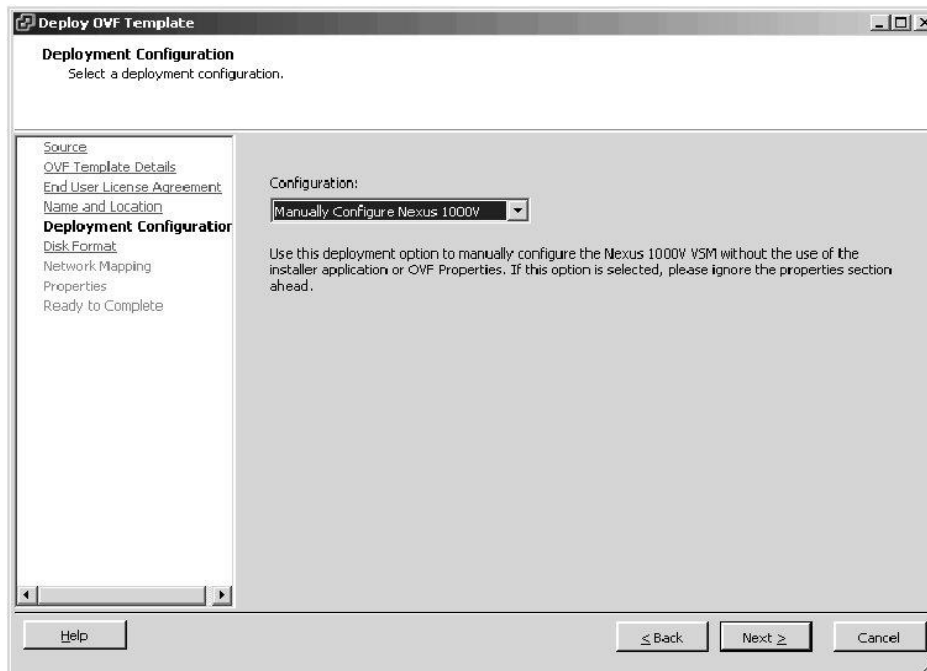 Deploy OVF Template
Deployment Configuration
Select a deployment configuration.
Source
OVF Template Details
End User License Agreement
Name and Location
Deployment Configuration
Disk Format
Network Mapping
Properties
Ready to Complete
Configuration:
Manually Configure Nexus 1000V
Use this deployment option to manually configure the Nexus 1000V VSM without the use of the
installer application or OVF Properties. If this option is selected, please ignore the properties section
ahead.
Help
< Back
Next >
Cancel